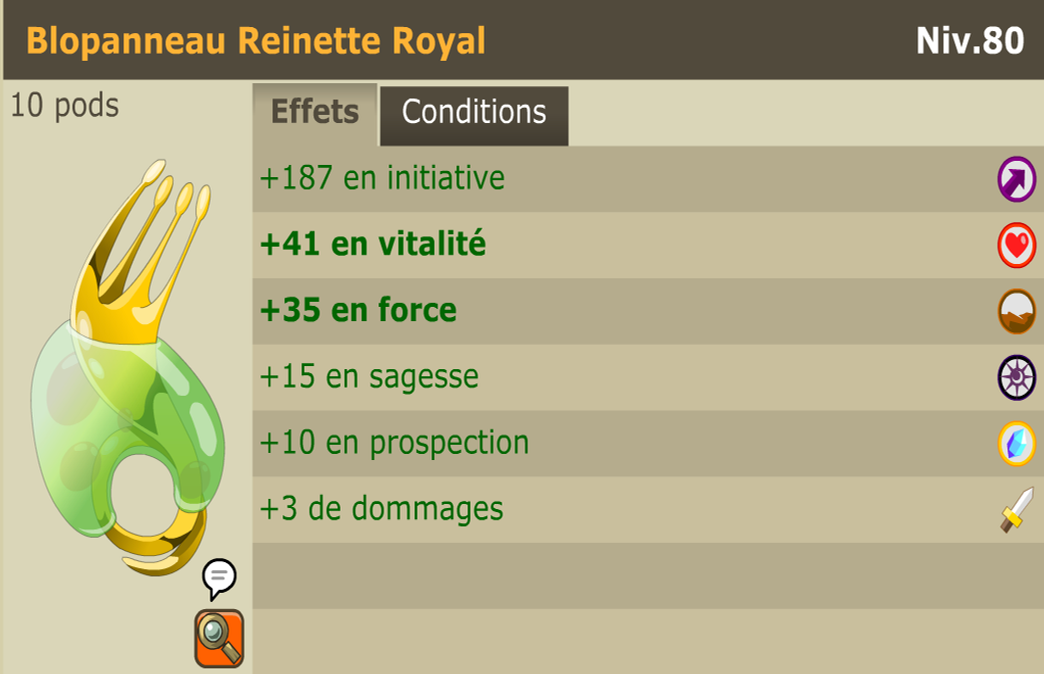 Blopanneau Reinette Royal
Niv.80
10 pods
Effets
Conditions
+187 en initiative
+41 en vitalité
+35 en force
+15 en sagesse
+10 en prospection
+3 de dommages